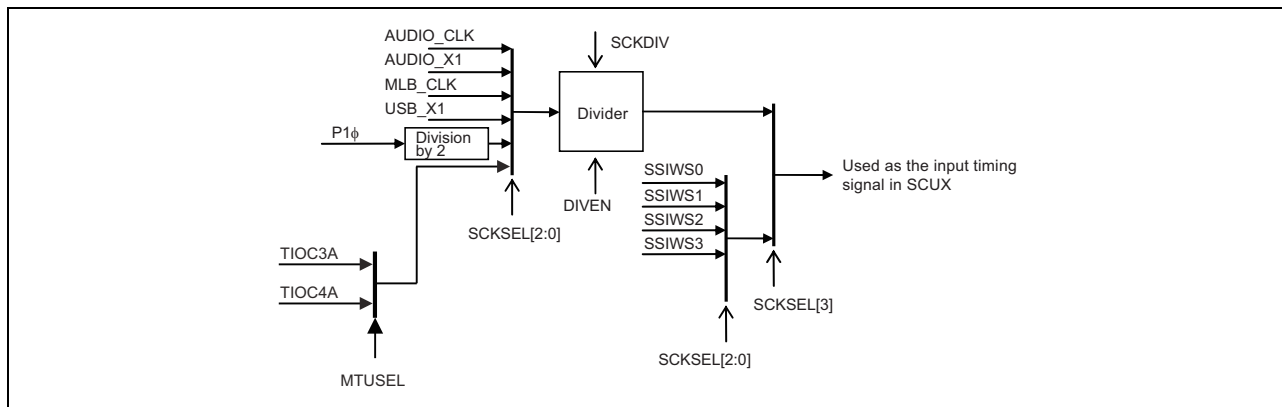 AUDIO_CLK
SCKDIV
AUDIO_X1
MLB_CLK
Divider
USB_X1
P1ϕ
Division
by 2
Used as the input timing
signal in SCUX
SSIWS0
DIVEN
SSIWS1
SCKSEL[2:0]
SSIWS2
SSIWS3
TIOC3A
TIOC4A
SCKSEL[3]
SCKSEL[2:0]
MTUSEL